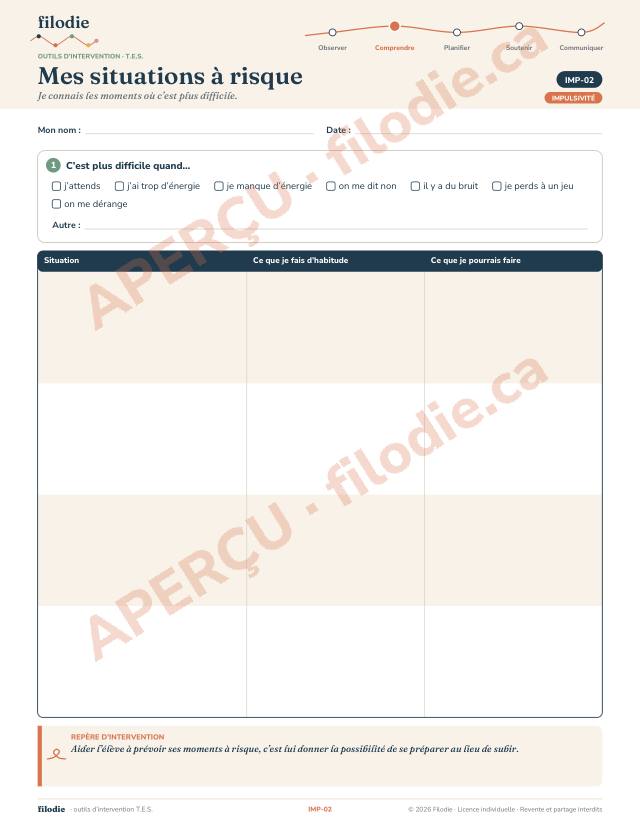 filodie
OUTILS D'INTERVENTION · T.E.S.
Observer Comprendre Planifier Soutenir Communiquer
Mes situations à risque
IMP-02
Je connais les moments où c'est plus difficile.
IMPULSIVITÉ
Mon nom : Date :
1 C'est plus difficile quand…
j'attends j'ai trop d'énergie je manque d'énergie on me dit non il y a du bruit je perds à un jeu
on me dérange
Autre :
Situation Ce que je fais d'habitude Ce que je pourrais faire
APERÇU · filodie.ca
APERÇU · filodie.ca
REPÈRE D'INTERVENTION
Aider l'élève à prévoir ses moments à risque, c'est lui donner la possibilité de se préparer au lieu de subir.
filodie · outils d'intervention T.E.S. IMP-02 © 2026 Filodie · Licence individuelle · Revente et partage interdits